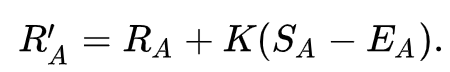 R′_A = R_A + K(S_A − E_A).